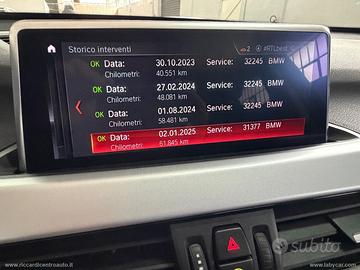 2 #RTLbest
Storico interventi
OK Data: 30.10.2023 Service: 32245 BMW
Chilometri: 40.551 km
OK Data: 27.02.2024 Service: 32245 BMW
Chilometri: 48.081 km
OK Data: 01.08.2024 Service: 32245 BMW
Chilometri: 58.481 km
OK Data: 02.01.2025 Service: 31377 BMW
Chilometri: 61.845 km
subito
www.riccardicentroauto.it
www.labycar.com